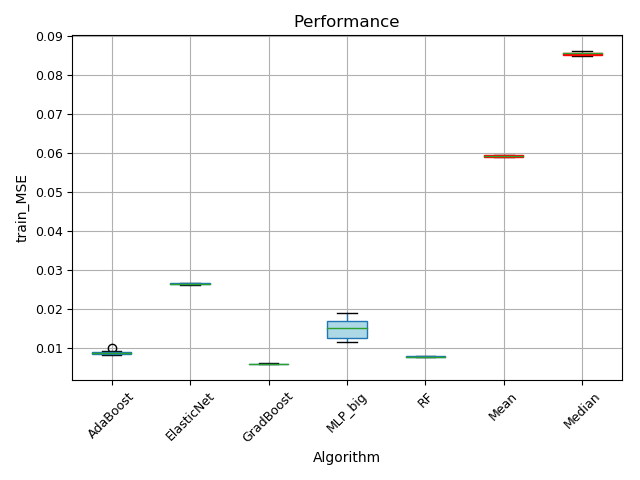 Performance
train_MSE
0.09
0.08
0.07
0.06
0.05
0.04
0.03
0.02
0.01
AdaBoost
ElasticNet
GradBoost
MLP_big
RF
Mean
Median
Algorithm